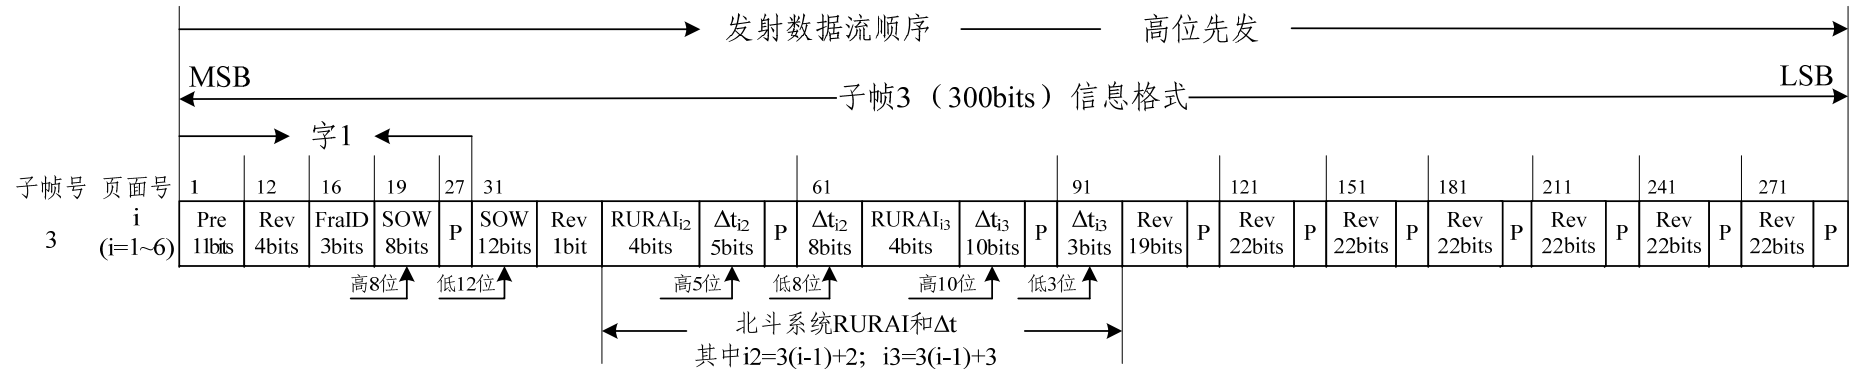 发射数据流顺序 高位先发
MSB LSB
子帧3（300bits）信息格式
字1
子帧号 页面号 1 12 16 19 27 31 61 91 121 151 181 211 241 271
3 i (i=1~6) Pre 11bits Rev 4bits FraID 3bits SOW 8bits P SOW 12bits Rev 1bit RURAIi2 4bits Δti2 5bits P Δti2 8bits RURAIi3 4bits Δti3 10bits P Δti3 3bits Rev 19bits P Rev 22bits P Rev 22bits P Rev 22bits P Rev 22bits P Rev 22bits P Rev 22bits P
高8位 低12位 高5位 低8位 高10位 低3位
北斗系统RURAI和Δt
其中i2=3(i-1)+2；i3=3(i-1)+3